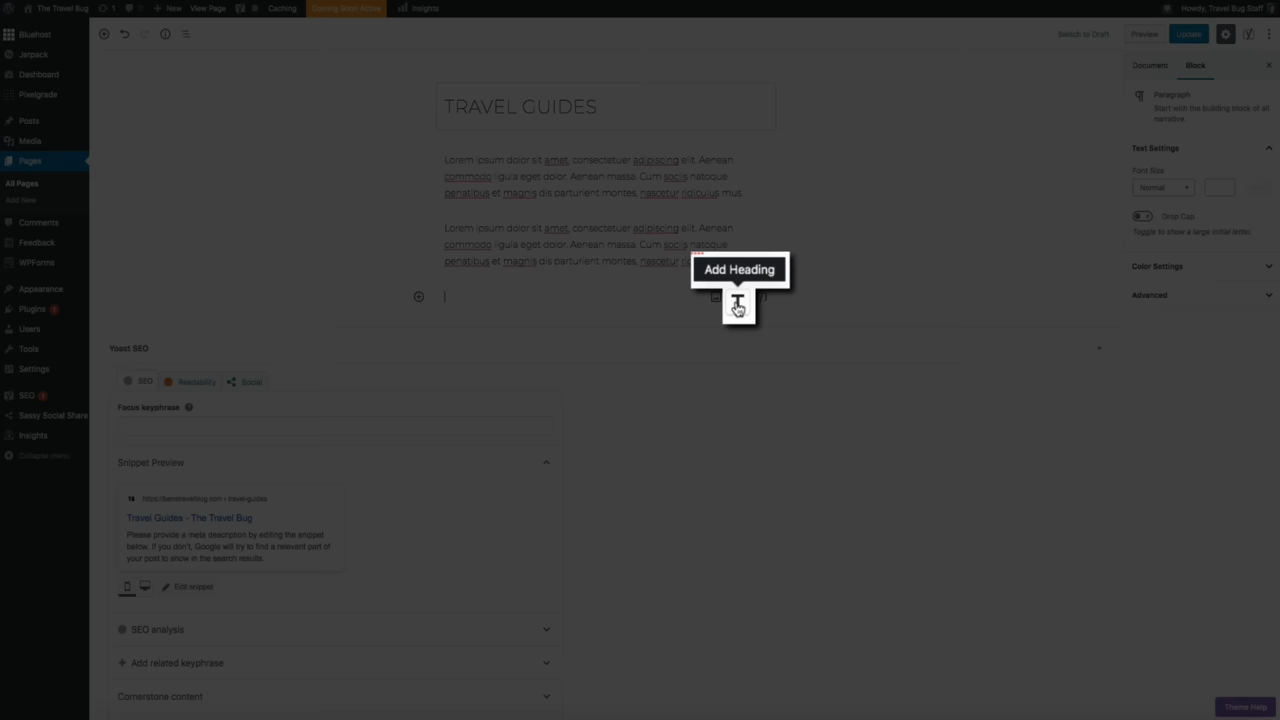 The Travel Bug
1
New
View Page
0
Caching
Coming Soon Active
Insights
Howdy, Travel Bug Staff
Bluehost
Jetpack
Dashboard
Pixelgrade
Posts
Media
Pages
All Pages
Add New
Comments
Feedback
WPForms
Appearance
Plugins 1
Users
Tools
Settings
SEO 1
Sassy Social Share
Insights
Collapse menu
Switch to Draft
Preview
Update
TRAVEL GUIDES
Lorem ipsum dolor sit amet, consectetuer adipiscing elit. Aenean
commodo ligula eget dolor. Aenean massa. Cum sociis natoque
penatibus et magnis dis parturient montes, nascetur ridiculus mus.
Lorem ipsum dolor sit amet, consectetuer adipiscing elit. Aenean
commodo ligula eget dolor. Aenean massa. Cum sociis natoque
penatibus et magnis dis parturient montes, nascetur
Add Heading
T
Yoast SEO
SEO
Readability
Social
Focus keyphrase
Snippet Preview
https://bernstravelblog.com › travel-guides
Travel Guides - The Travel Bug
Please provide a meta description by editing the snippet
below. If you don't, Google will try to find a relevant part of
your post to show in the search results.
Edit snippet
SEO analysis
Add related keyphrase
Cornerstone content
Document
Block
Paragraph
Start with the building block of all
narrative.
Text Settings
Font Size
Normal
Drop Cap
Toggle to show a large initial letter.
Color Settings
Advanced
Theme Help